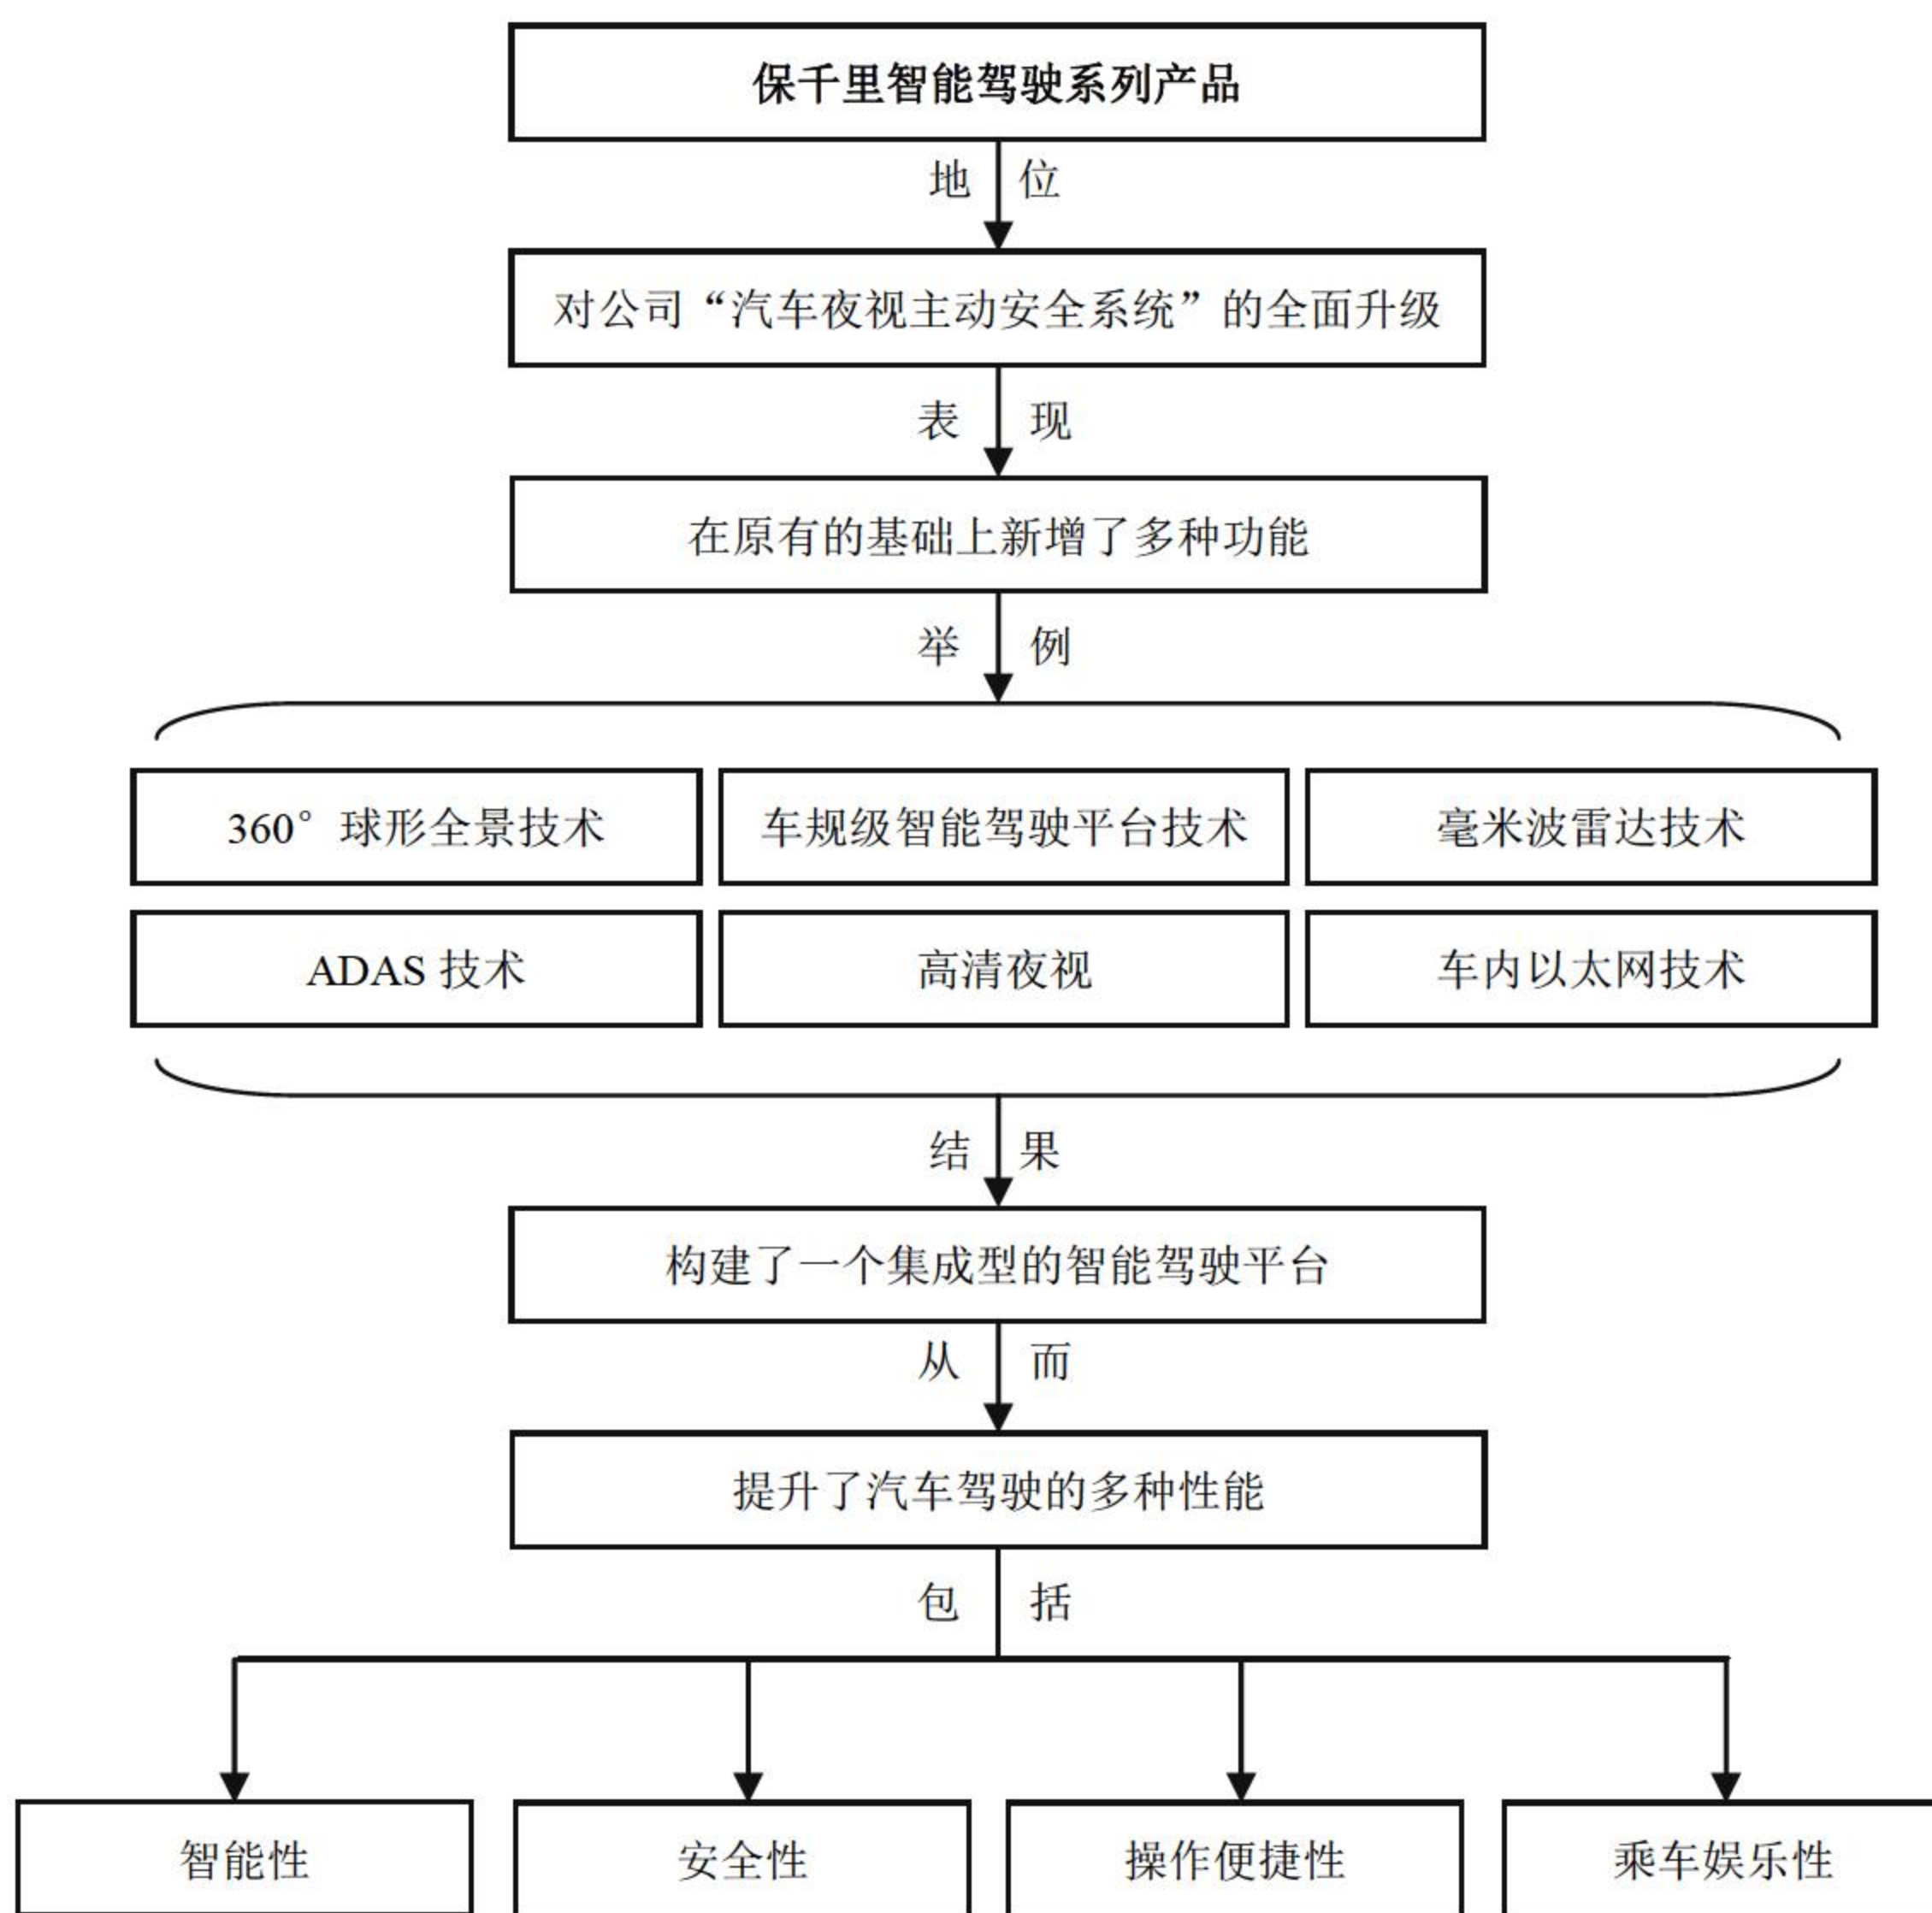 保千里智能驾驶系列产品
地 位
对公司“汽车夜视主动安全系统”的全面升级
表 现
在原有的基础上新增了多种功能
举 例
360°球形全景技术
车规级智能驾驶平台技术
毫米波雷达技术
ADAS 技术
高清夜视
车内以太网技术
结 果
构建了一个集成型的智能驾驶平台
从 而
提升了汽车驾驶的多种性能
包 括
智能性
安全性
操作便捷性
乘车娱乐性